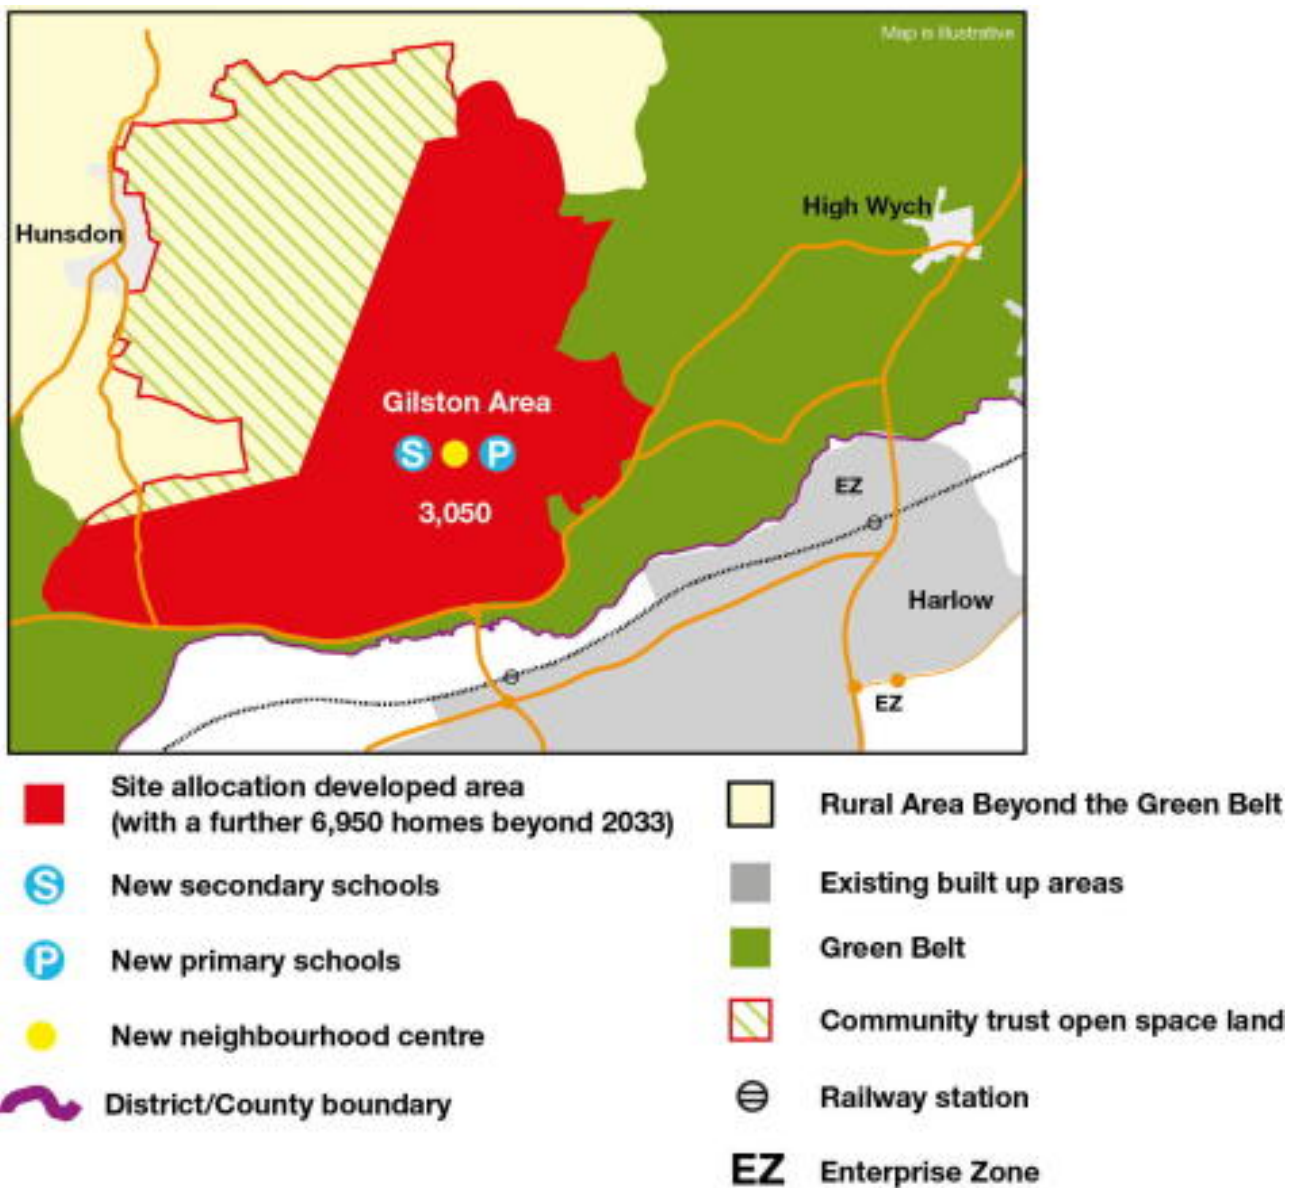 Map is illustrative
High Wych
Hunsdon
Gilston Area
S P
3,050
EZ
Harlow
EZ
Site allocation developed area
(with a further 6,950 homes beyond 2033)
S New secondary schools
P New primary schools
New neighbourhood centre
District/County boundary
Rural Area Beyond the Green Belt
Existing built up areas
Green Belt
Community trust open space land
Railway station
EZ Enterprise Zone